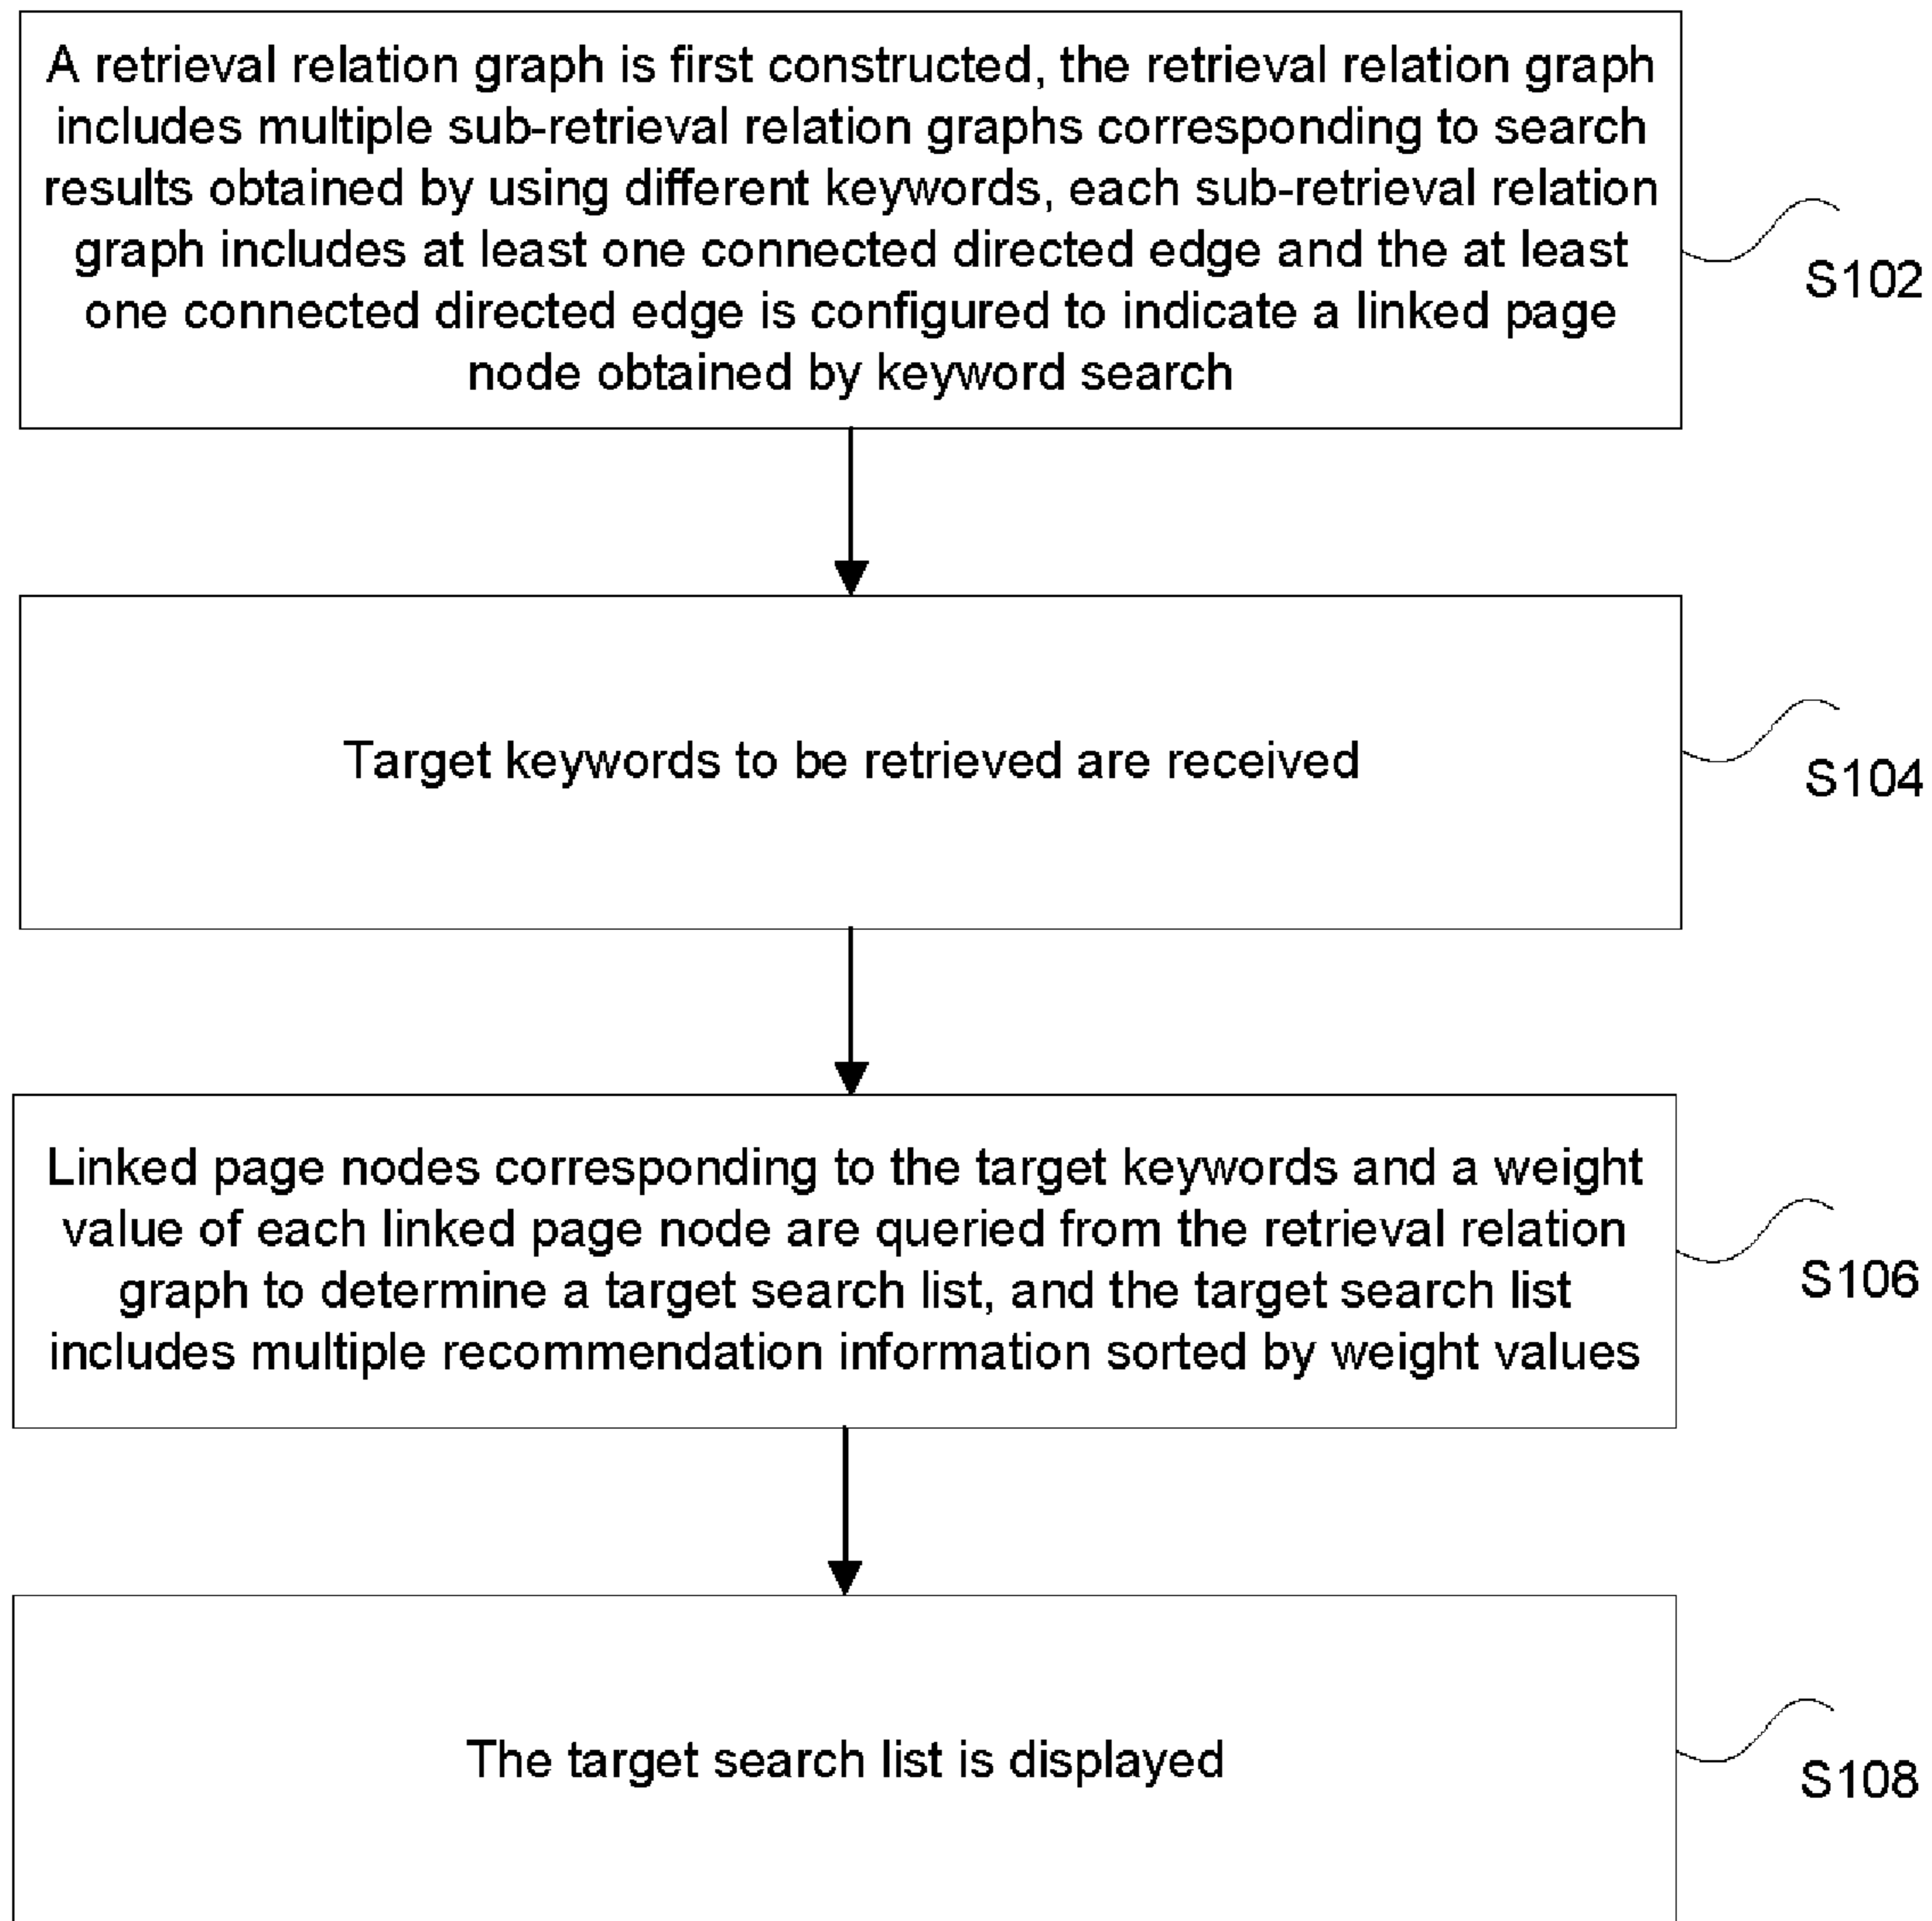 A retrieval relation graph is first constructed, the retrieval relation graph
includes multiple sub-retrieval relation graphs corresponding to search
results obtained by using different keywords, each sub-retrieval relation
graph includes at least one connected directed edge and the at least
one connected directed edge is configured to indicate a linked page
node obtained by keyword search
S102
Target keywords to be retrieved are received
S104
Linked page nodes corresponding to the target keywords and a weight
value of each linked page node are queried from the retrieval relation
graph to determine a target search list, and the target search list
includes multiple recommendation information sorted by weight values
S106
The target search list is displayed
S108